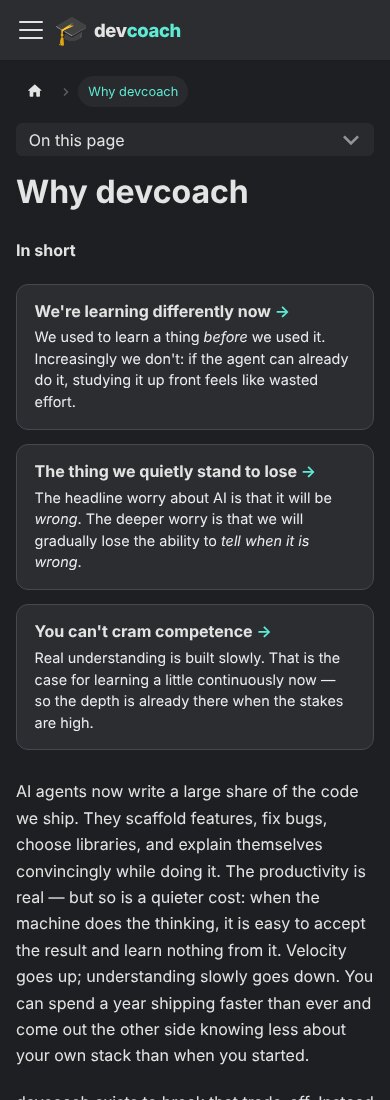 devcoach
Why devcoach
On this page
Why devcoach
In short
We're learning differently now →
We used to learn a thing before we used it.
Increasingly we don't: if the agent can already
do it, studying it up front feels like wasted
effort.
The thing we quietly stand to lose →
The headline worry about AI is that it will be
wrong. The deeper worry is that we will
gradually lose the ability to tell when it is
wrong.
You can't cram competence →
Real understanding is built slowly. That is the
case for learning a little continuously now —
so the depth is already there when the stakes
are high.
AI agents now write a large share of the code
we ship. They scaffold features, fix bugs,
choose libraries, and explain themselves
convincingly while doing it. The productivity is
real — but so is a quieter cost: when the
machine does the thinking, it is easy to accept
the result and learn nothing from it. Velocity
goes up; understanding slowly goes down. You
can spend a year shipping faster than ever and
come out the other side knowing less about
your own stack than when you started.
devcoach exists to break that trade-off. Instead